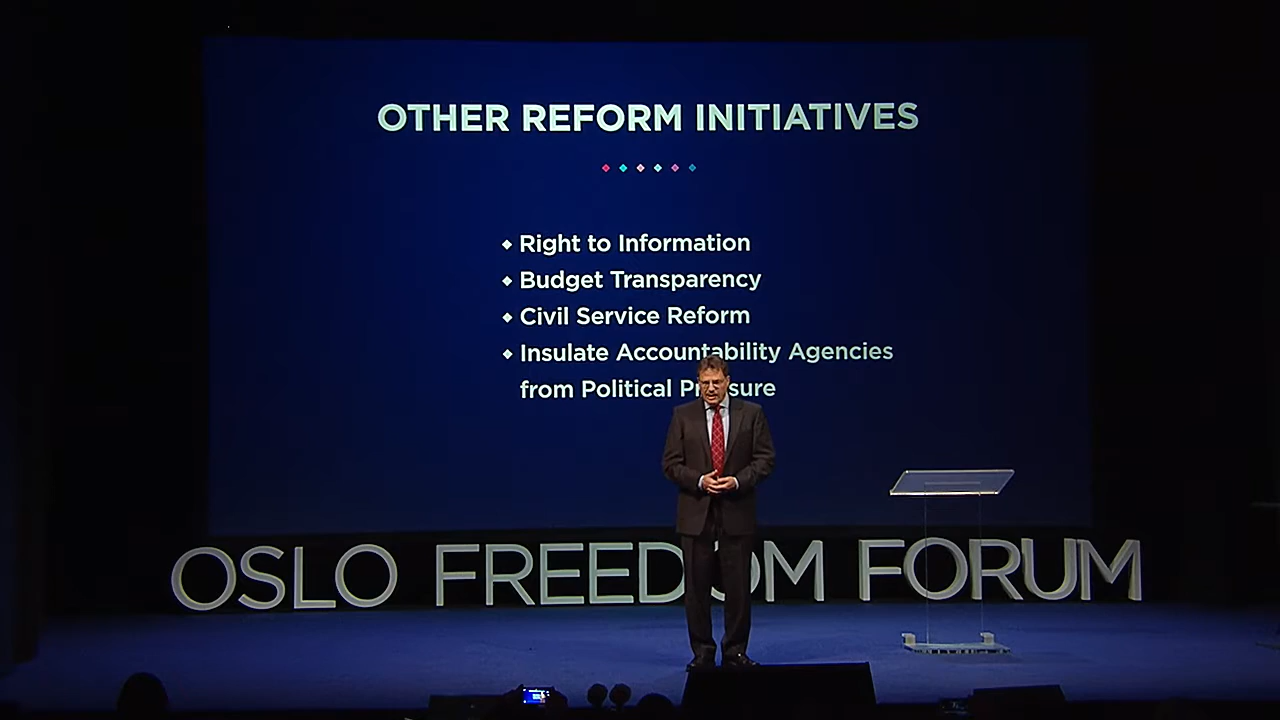 OTHER REFORM INITIATIVES
Right to Information
Budget Transparency
Civil Service Reform
Insulate Accountability Agencies
from Political Pressure
OSLO FREEDOM FORUM